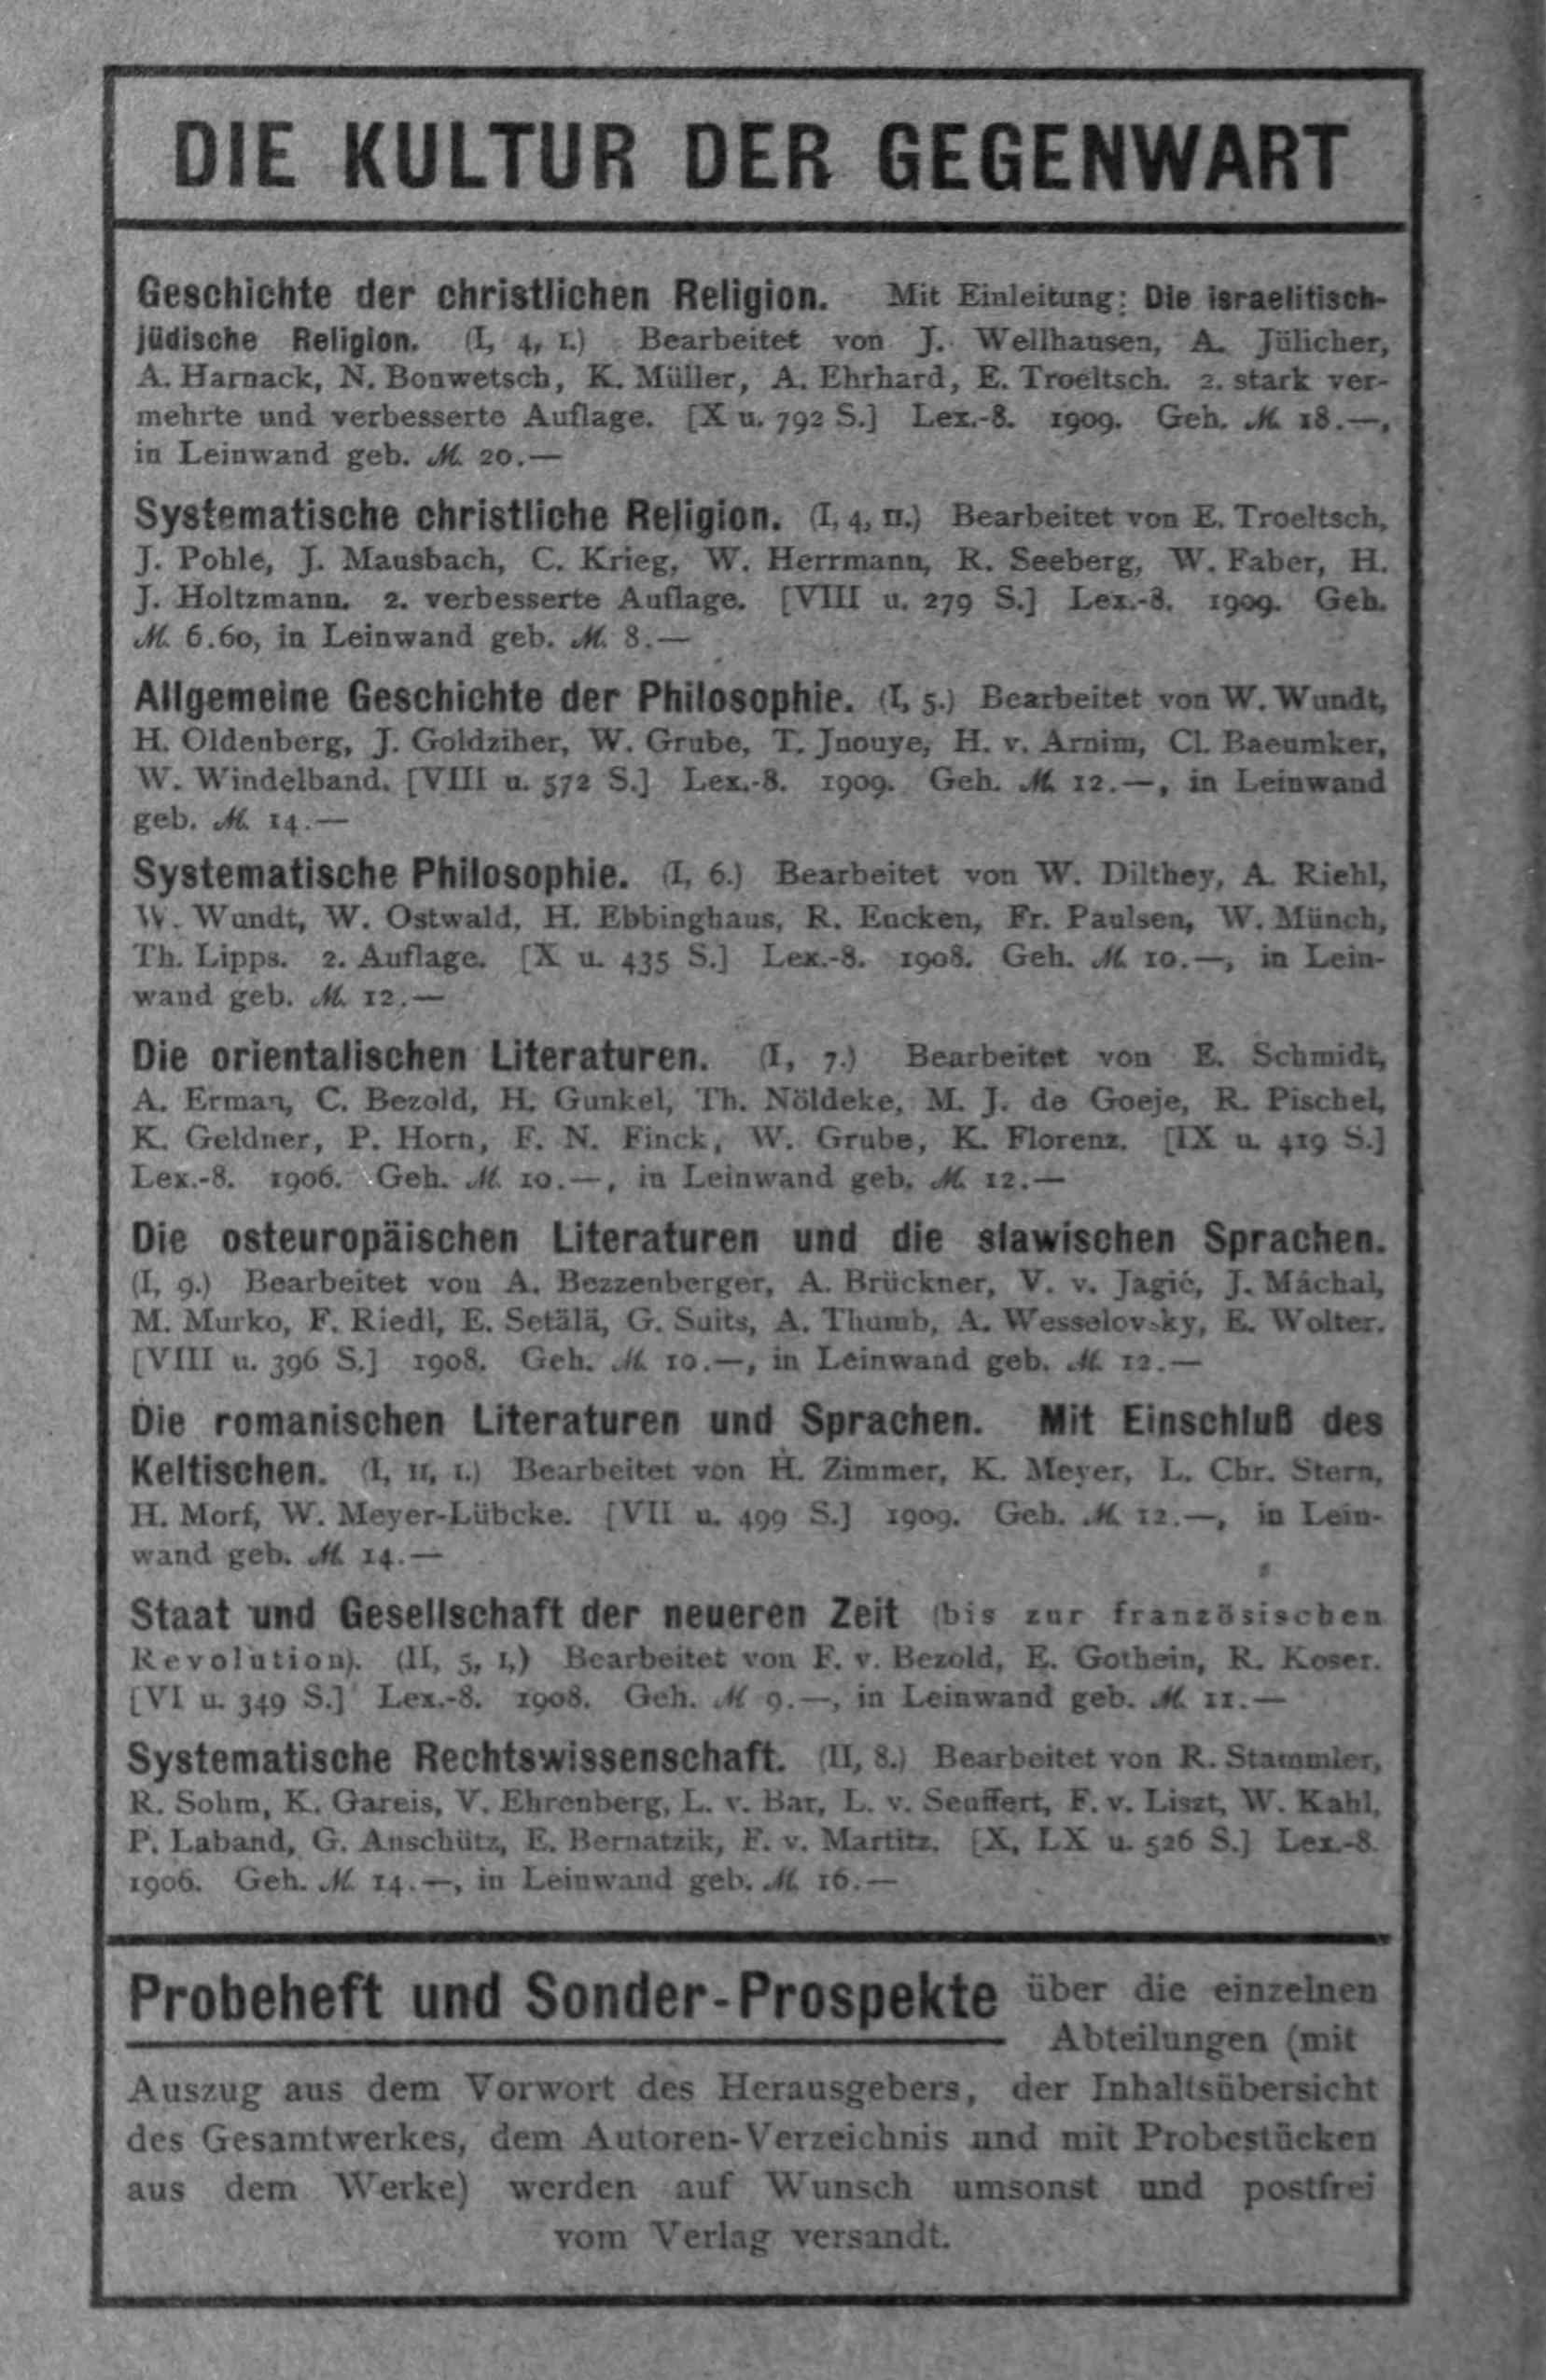 DIE KULTUR DER GEGENWART
Geschichte der christlichen Religion. Mit Einleitung: Die israelitisch-
jüdische Religion. (I, 4, I.) Bearbeitet von J. Wellhausen, A. Jülicher,
A. Harnack, N. Bonwetsch, K. Müller, A. Ehrhard, E. Troeltsch. 2. stark ver-
mehrte und verbesserte Auflage. [X u. 792 S.] Lex.-8. 1909. Geh. ℳ 18.—,
in Leinwand geb. ℳ 20.—
Systematische christliche Religion. (I, 4, II.) Bearbeitet von E. Troeltsch,
J. Pohle, J. Mausbach, C. Krieg, W. Herrmann, R. Seeberg, W. Faber, H.
J. Holtzmann. 2. verbesserte Auflage. [VIII u. 279 S.] Lex.-8. 1909. Geh.
ℳ 6.60, in Leinwand geb. ℳ 8.—
Allgemeine Geschichte der Philosophie. (I, 5.) Bearbeitet von W. Wundt,
H. Oldenberg, J. Goldziher, W. Grube, T. Jnouye, H. v. Arnim, Cl. Baeumker,
W. Windelband. [VIII u. 572 S.] Lex.-8. 1909. Geh. ℳ 12.—, in Leinwand
geb. ℳ 14.—
Systematische Philosophie. (I, 6.) Bearbeitet von W. Dilthey, A. Riehl,
W. Wundt, W. Ostwald, H. Ebbinghaus, R. Eucken, Fr. Paulsen, W. Münch,
Th. Lipps. 2. Auflage. [X u. 435 S.] Lex.-8. 1908. Geh. ℳ 10.—, in Lein-
wand geb. ℳ 12.—
Die orientalischen Literaturen. (I, 7.) Bearbeitet von E. Schmidt,
A. Erman, C. Bezold, H. Gunkel, Th. Nöldeke, M. J. de Goeje, R. Pischel,
K. Geldner, P. Horn, F. N. Finck, W. Grube, K. Florenz. [IX u. 419 S.]
Lex.-8. 1906. Geh. ℳ 10.—, in Leinwand geb. ℳ 12.—
Die osteuropäischen Literaturen und die slawischen Sprachen.
(I, 9.) Bearbeitet von A. Bezzenberger, A. Brückner, V. v. Jagić, J. Máchal,
M. Murko, F. Riedl, E. Setälä, G. Suits, A. Thumb, A. Wesselovsky, E. Wolter.
[VIII u. 396 S.] 1908. Geh. ℳ 10.—, in Leinwand geb. ℳ 12.—
Die romanischen Literaturen und Sprachen. Mit Einschluß des
Keltischen. (I, 11, I.) Bearbeitet von H. Zimmer, K. Meyer, L. Chr. Stern,
H. Morf, W. Meyer-Lübcke. [VII u. 499 S.] 1909. Geh. ℳ 12.—, in Lein-
wand geb. ℳ 14.—
Staat und Gesellschaft der neueren Zeit (bis zur französischen
Revolution). (II, 5, I,) Bearbeitet von F. v. Bezold, E. Gothein, R. Koser.
[VI u. 349 S.] Lex.-8. 1908. Geh. ℳ 9.—, in Leinwand geb. ℳ 11.—
Systematische Rechtswissenschaft. (II, 8.) Bearbeitet von R. Stammler,
R. Sohm, K. Gareis, V. Ehrenberg, L. v. Bar, L. v. Seuffert, F. v. Liszt, W. Kahl,
P. Laband, G. Anschütz, E. Bernatzik, F. v. Martitz. [X, LX u. 526 S.] Lex.-8.
1906. Geh. ℳ 14.—, in Leinwand geb. ℳ 16.—
Probeheft und Sonder-Prospekte über die einzelnen
Abteilungen (mit
Auszug aus dem Vorwort des Herausgebers, der Inhaltsübersicht
des Gesamtwerkes, dem Autoren-Verzeichnis und mit Probestücken
aus dem Werke) werden auf Wunsch umsonst und postfrei
vom Verlag versandt.